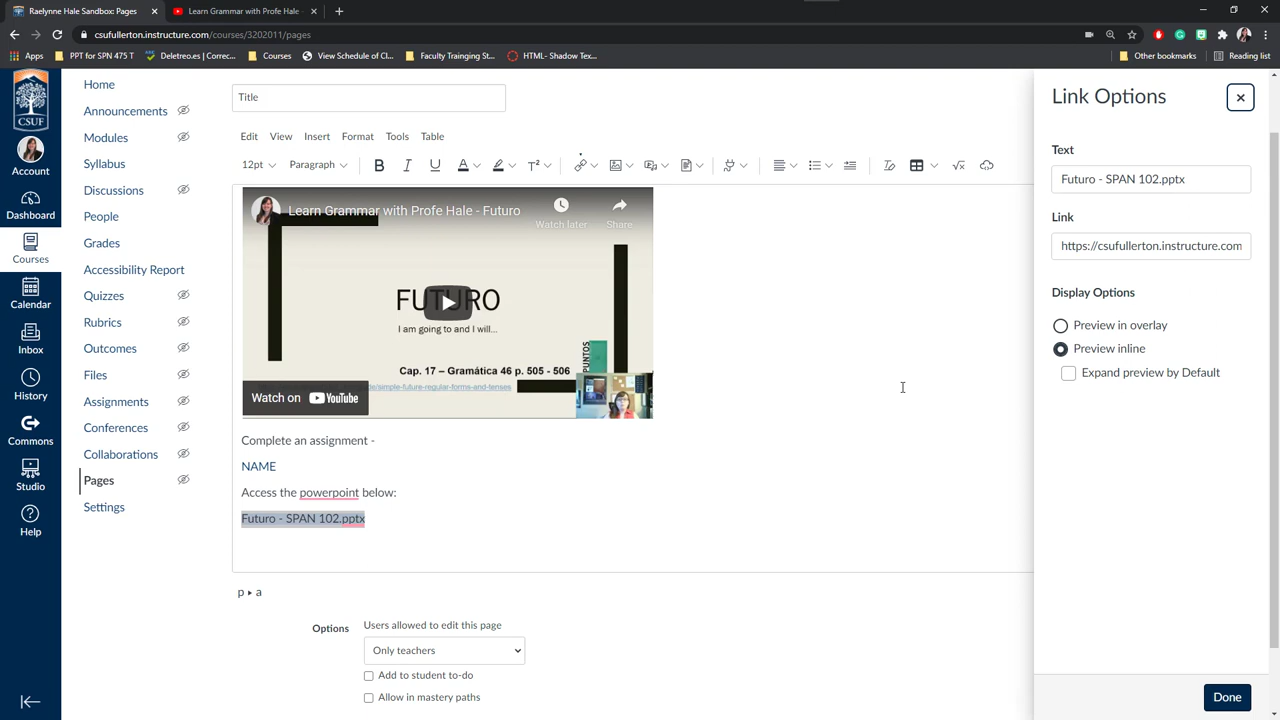 Raelynne Hale Sandbox: Pages
Learn Grammar with Profe Hale -
csufullerton.instructure.com/courses/3202011/pages
Apps
PPT for SPN 475 T
Deletreo.es | Correc...
Courses
View Schedule of Cl...
Faculty Trainging St...
HTML- Shadow Tex...
Other bookmarks
Reading list
CSUF
Account
Dashboard
Courses
Calendar
Inbox
History
Commons
Studio
Help
Home
Announcements
Modules
Syllabus
Discussions
People
Grades
Accessibility Report
Quizzes
Rubrics
Outcomes
Files
Assignments
Conferences
Collaborations
Pages
Settings
Title
Edit View Insert Format Tools Table
12pt Paragraph
Learn Grammar with Profe Hale - Futuro
Watch later
Share
FUTURO
I am going to and I will...
PUNTOS
Cap. 17 – Gramática 46 p. 505 - 506
/simple-future-regular-forms-and-tenses
Watch on YouTube
Complete an assignment -
NAME
Access the powerpoint below:
Futuro - SPAN 102.pptx
p ▸ a
Options
Users allowed to edit this page
Only teachers
Add to student to-do
Allow in mastery paths
Link Options
Text
Futuro - SPAN 102.pptx
Link
https://csufullerton.instructure.com
Display Options
Preview in overlay
Preview inline
Expand preview by Default
Done